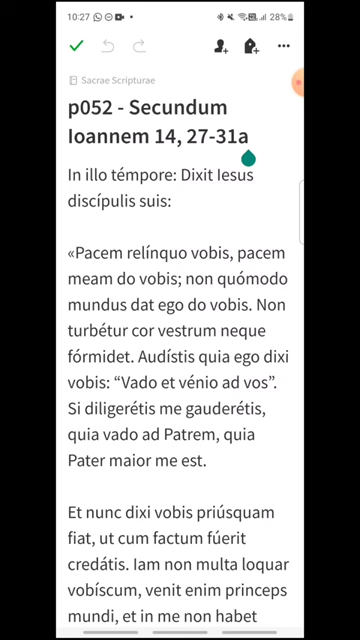 10:27
28%
Sacrae Scripturae
p052 - Secundum
Ioannem 14, 27-31a
In illo témpore: Dixit Iesus
discípulis suis:
«Pacem relínquo vobis, pacem
meam do vobis; non quómodo
mundus dat ego do vobis. Non
turbétur cor vestrum neque
fórmidet. Audístis quia ego dixi
vobis: “Vado et vénio ad vos”.
Si diligerétis me gauderétis,
quia vado ad Patrem, quia
Pater maior me est.
Et nunc dixi vobis priúsquam
fiat, ut cum factum fúerit
credátis. Iam non multa loquar
vobíscum, venit enim princeps
mundi, et in me non habet